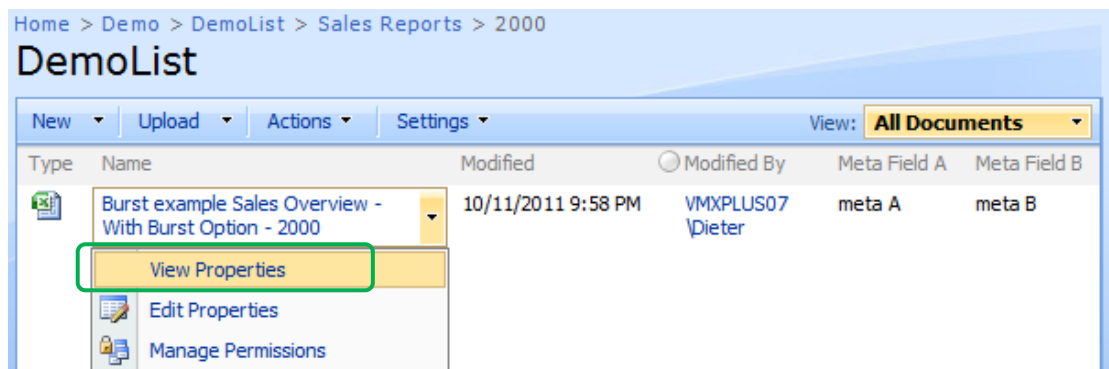 Home > Demo > DemoList > Sales Reports > 2000
DemoList
New Upload Actions Settings View: All Documents
Type Name Modified Modified By Meta Field A Meta Field B
Burst example Sales Overview - 10/11/2011 9:58 PM VMXPLUS07 meta A meta B
With Burst Option - 2000 \Dieter
View Properties
Edit Properties
Manage Permissions